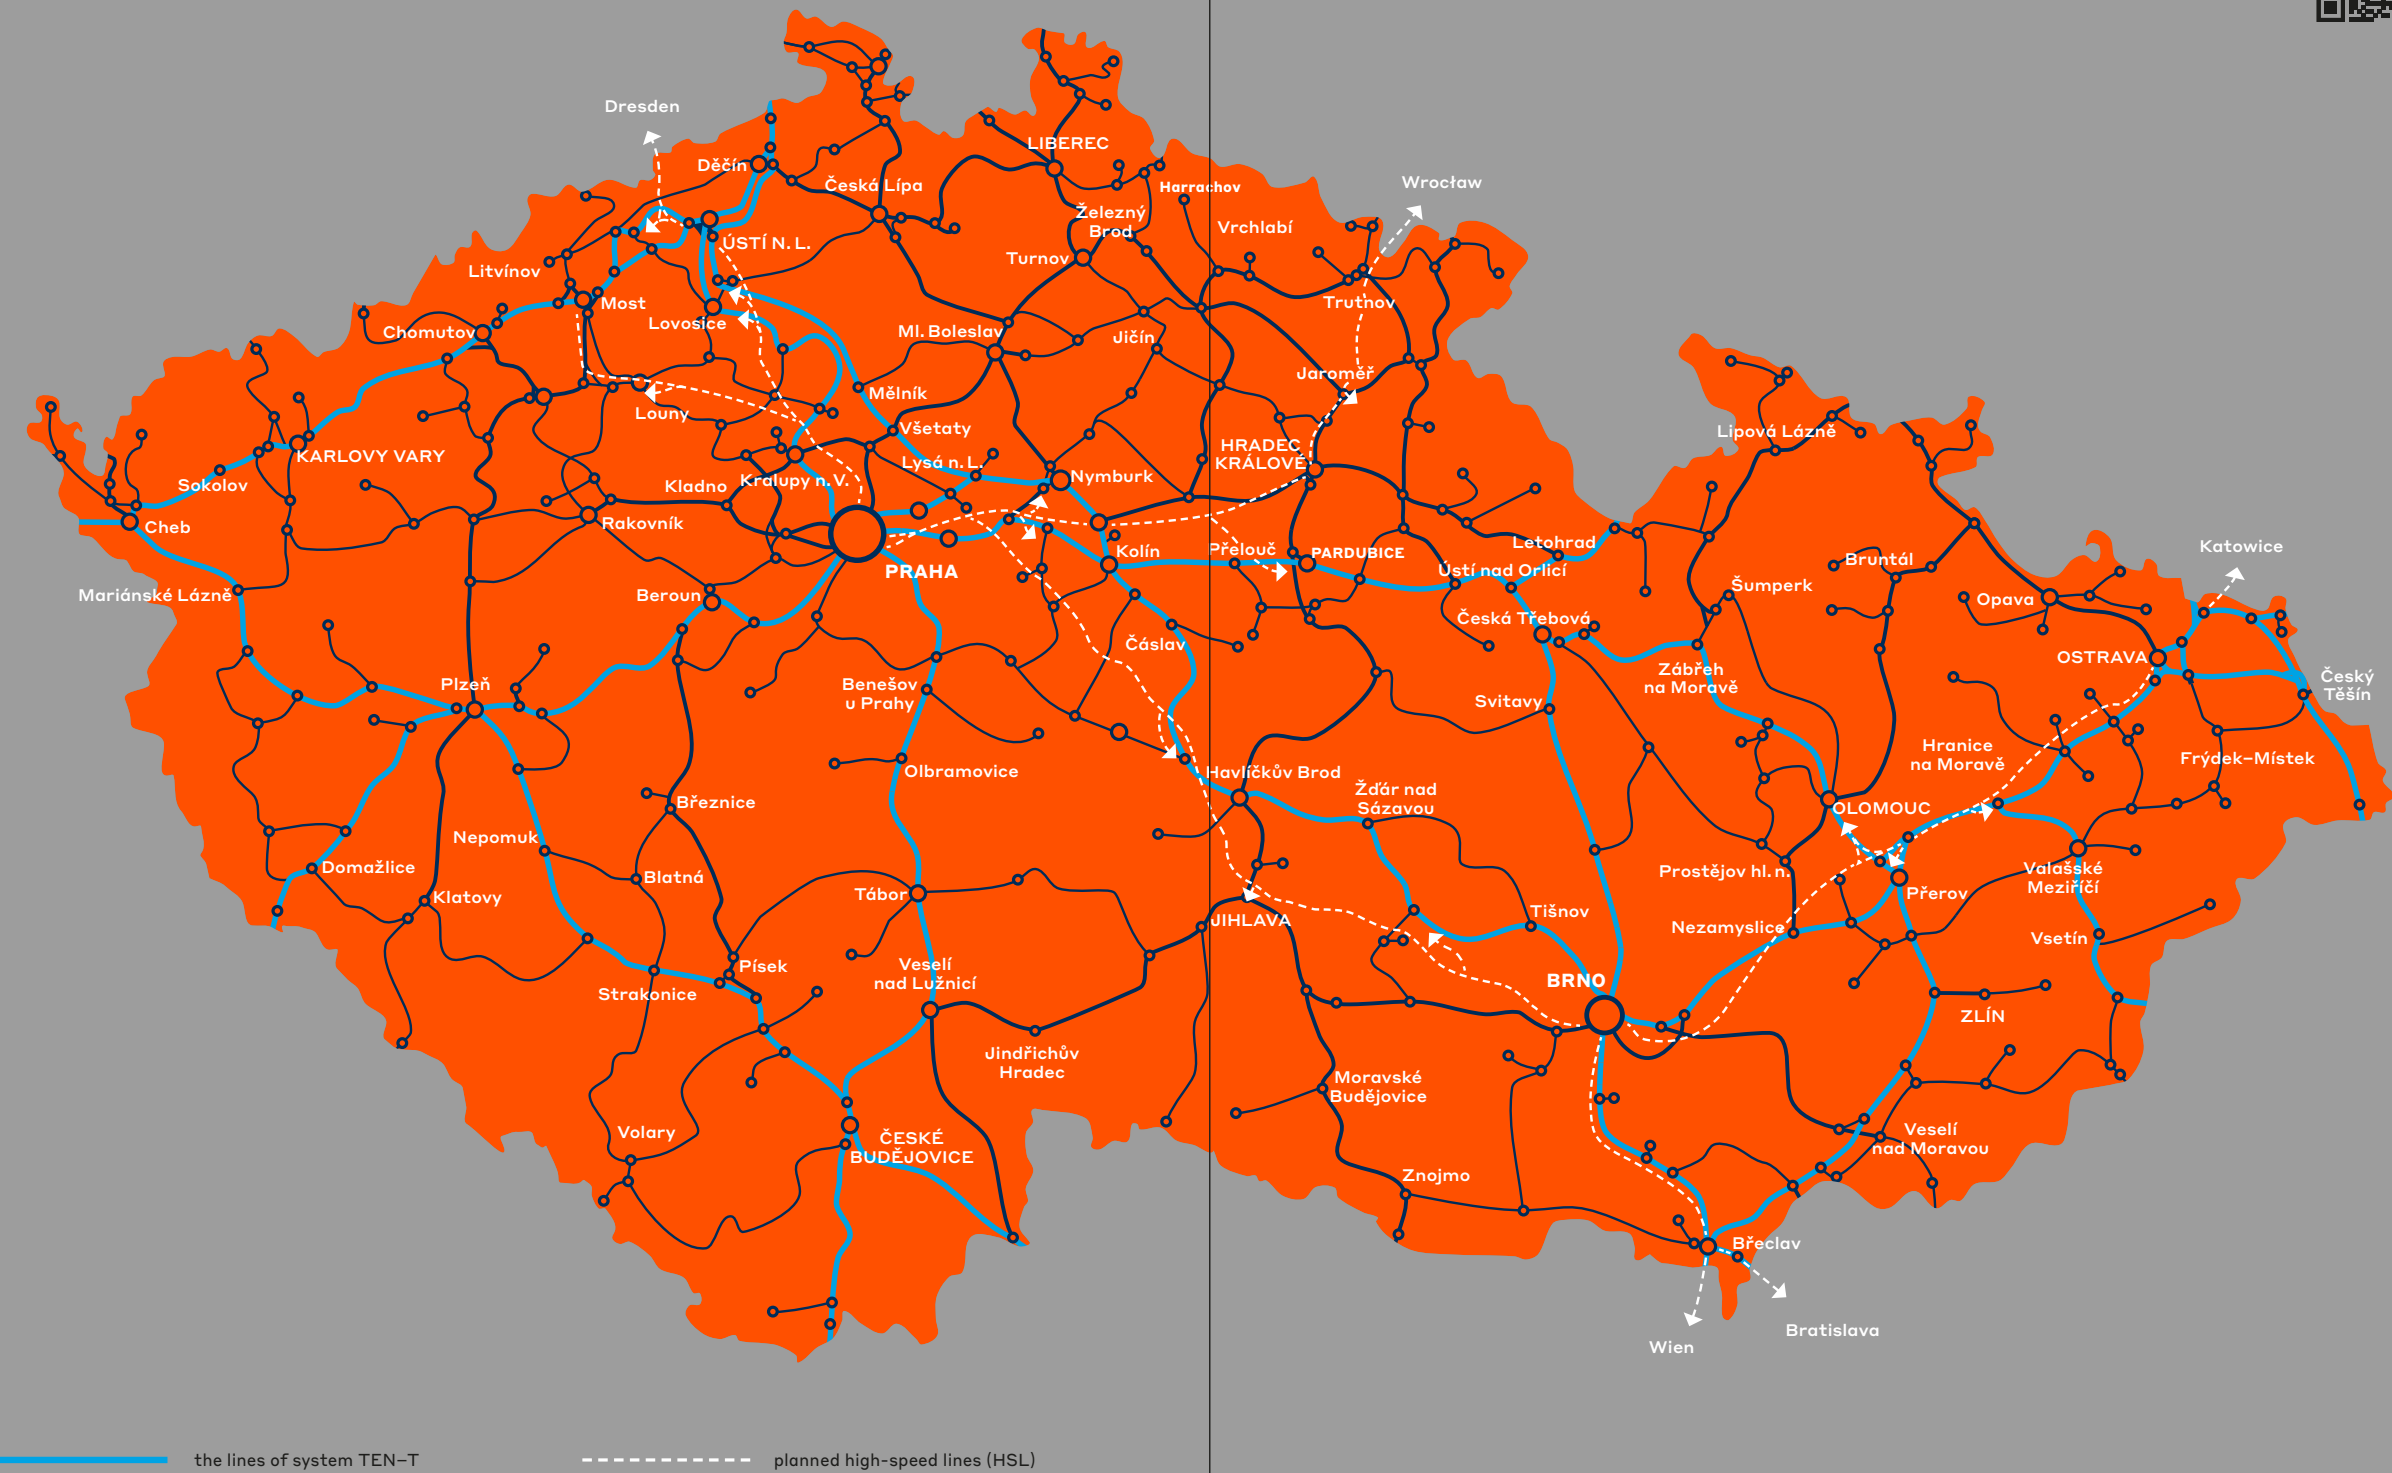 Dresden
LIBEREC
Děčín
Česká Lípa
Harrachov
Wrocław
Železný
Brod
Vrchlabí
ÚSTÍ N. L.
Turnov
Litvínov
Most
Trutnov
Lovosice
Chomutov
Ml. Boleslav
Jičín
Jaroměř
Mělník
Louny
Všetaty
Lipová Lázně
HRADEC
KRÁLOVÉ
KARLOVY VARY
Lysá n. L.
Nymburk
Sokolov
Kladno
Kralupy n. V.
Cheb
Rakovník
Kolín
Přelouč
PARDUBICE
Letohrad
Katowice
PRAHA
Ústí nad Orlicí
Bruntál
Mariánské Lázně
Beroun
Šumperk
Opava
Česká Třebová
Čáslav
OSTRAVA
Plzeň
Benešov
u Prahy
Zábřeh
na Moravě
Český
Těšín
Svitavy
Hranice
na Moravě
Frýdek–Místek
Olbramovice
Havlíčkův Brod
Žďár nad
Sázavou
Březnice
OLOMOUC
Nepomuk
Domažlice
Blatná
Klatovy
Tábor
Prostějov hl. n.
Přerov
Valašské
Meziříčí
JIHLAVA
Tišnov
Nezamyslice
Vsetín
Písek
Veselí
nad Lužnicí
Strakonice
BRNO
ZLÍN
Jindřichův
Hradec
Moravské
Budějovice
Volary
ČESKÉ
BUDĚJOVICE
Veselí
nad Moravou
Znojmo
Břeclav
Wien
Bratislava
the lines of system TEN–T
planned high-speed lines (HSL)